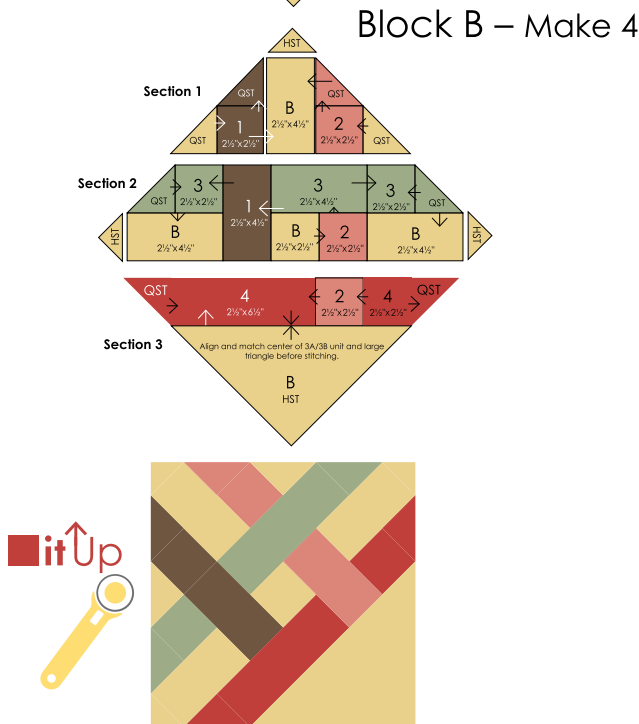 Block B – Make 4
HST
Section 1
QST
B
2½"x4½"
QST
QST
1
2½"x2½"
2
2½"x2½"
QST
Section 2
QST
3
2½"x2½"
1
2½"x4½"
3
2½"x4½"
3
2½"x2½"
QST
HST
B
2½"x4½"
B
2½"x2½"
2
2½"x2½"
B
2½"x4½"
HST
QST
4
2½"x6½"
2
2½"x2½"
4
2½"x2½"
QST
Section 3
Align and match center of 3A/3B unit and large
triangle before stitching.
B
HST
it Up